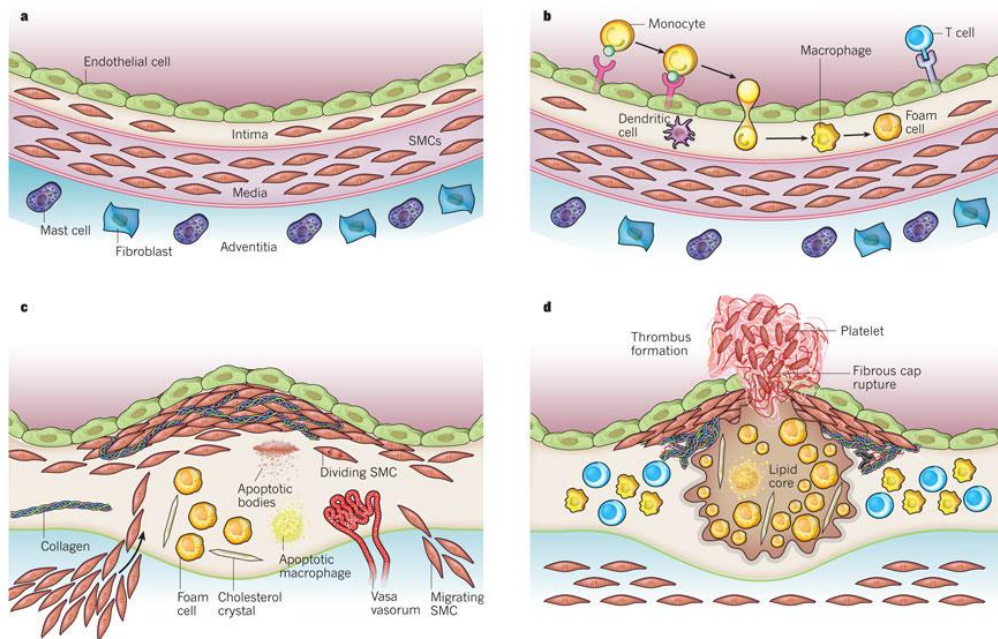 a
Endothelial cell
Intima
SMCs
Media
Mast cell
Fibroblast
Adventitia
b
Monocyte
Macrophage
T cell
Dendritic
cell
Foam
cell
c
Dividing SMC
Apoptotic
bodies
Collagen
Apoptotic
macrophage
Foam
cell
Cholesterol
crystal
Vasa
vasorum
Migrating
SMC
d
Thrombus
formation
Platelet
Fibrous cap
rupture
Lipid
core